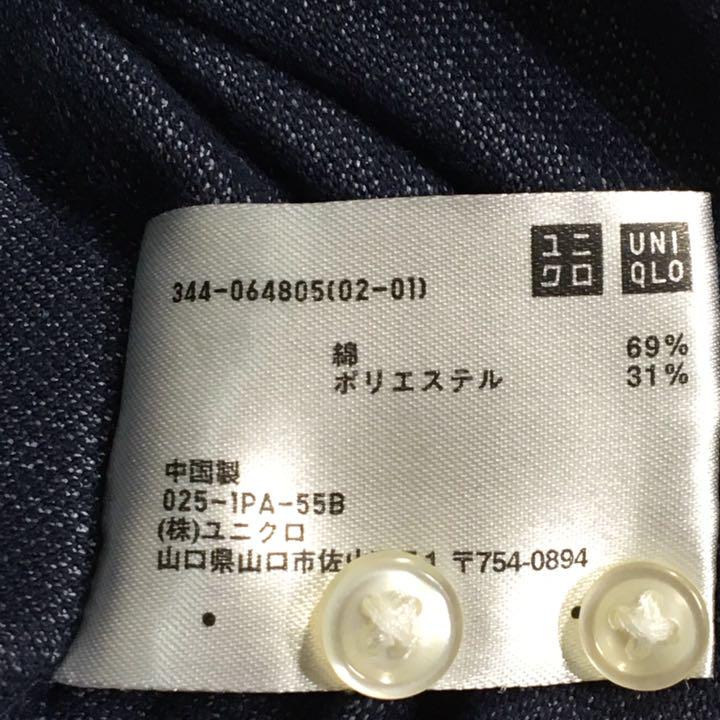 ユニ UNI
クロ QLO
344-064805(02-01)
綿 69%
ポリエステル 31%
中国製
025-1PA-55B
(株)ユニクロ
山口県山口市佐山 1 〒754-0894